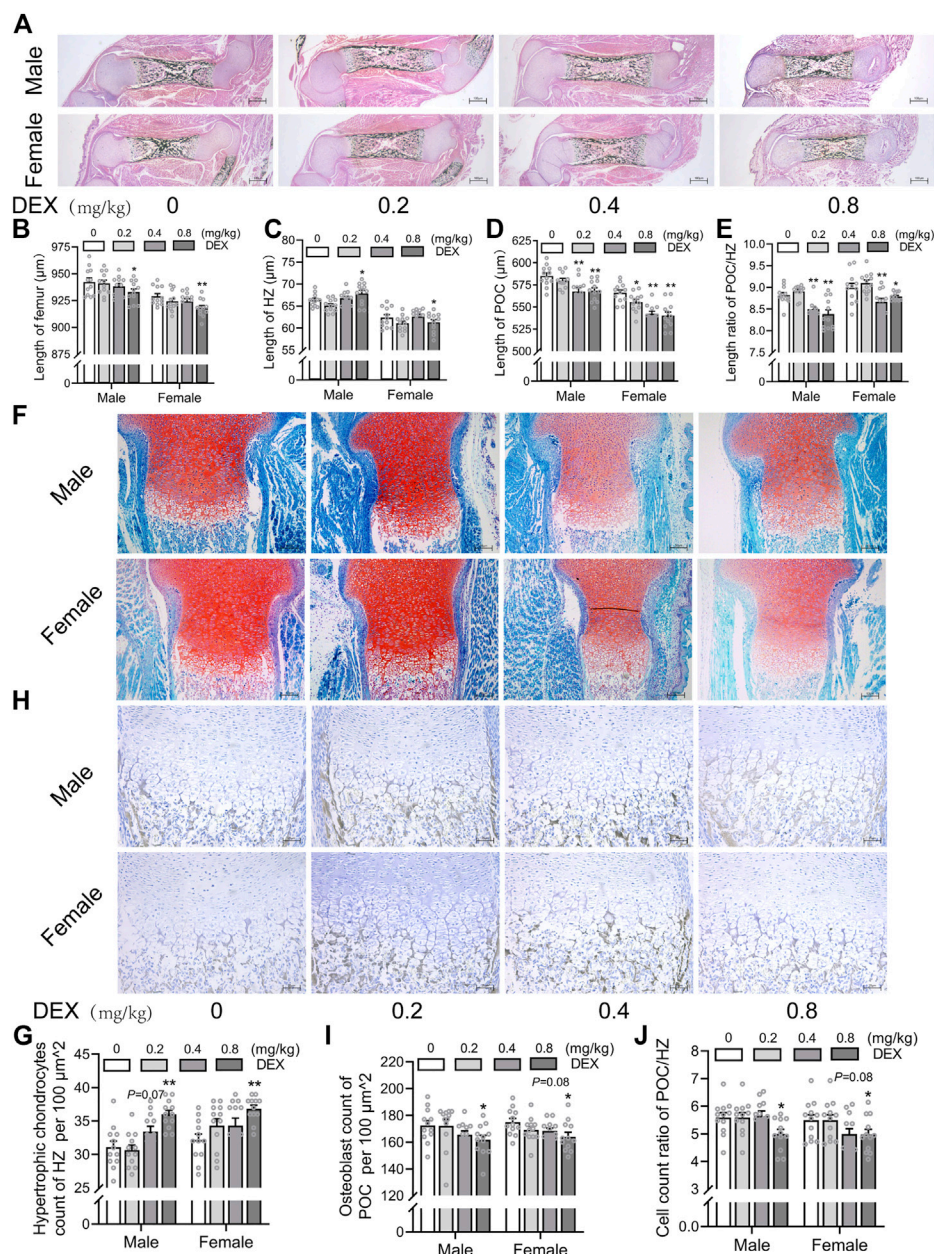 A
Male
Female
DEX (mg/kg) 0 0.2 0.4 0.8
B
0 0.2 0.4 0.8 (mg/kg)
DEX
Length of femur (μm)
975
950
925
900
875
0
* **
Male Female
C
0 0.2 0.4 0.8 (mg/kg)
DEX
Length of HZ (μm)
80
75
70
65
60
55
0
* *
Male Female
D
0 0.2 0.4 0.8 (mg/kg)
DEX
Length of POC (μm)
625
600
575
550
525
500
0
** ** * ** **
Male Female
E
0 0.2 0.4 0.8 (mg/kg)
DEX
Length ratio of POC/HZ
10.0
9.5
9.0
8.5
8.0
7.5
0
** ** ** *
Male Female
F
Male
Female
H
Male
Female
DEX (mg/kg) 0 0.2 0.4 0.8
G
0 0.2 0.4 0.8 (mg/kg)
DEX
Hypertrophic chondrocytes
count of HZ per 100 μm^2
45
40
35
30
25
0
P=0.07
** **
Male Female
I
0 0.2 0.4 0.8 (mg/kg)
DEX
Osteoblast count of
POC per 100 μm^2
220
200
180
160
140
120
0
P=0.08
* *
Male Female
J
0 0.2 0.4 0.8 (mg/kg)
DEX
Cell count ratio of POC/HZ
8
7
6
5
4
3
0.0
P=0.08
* *
Male Female